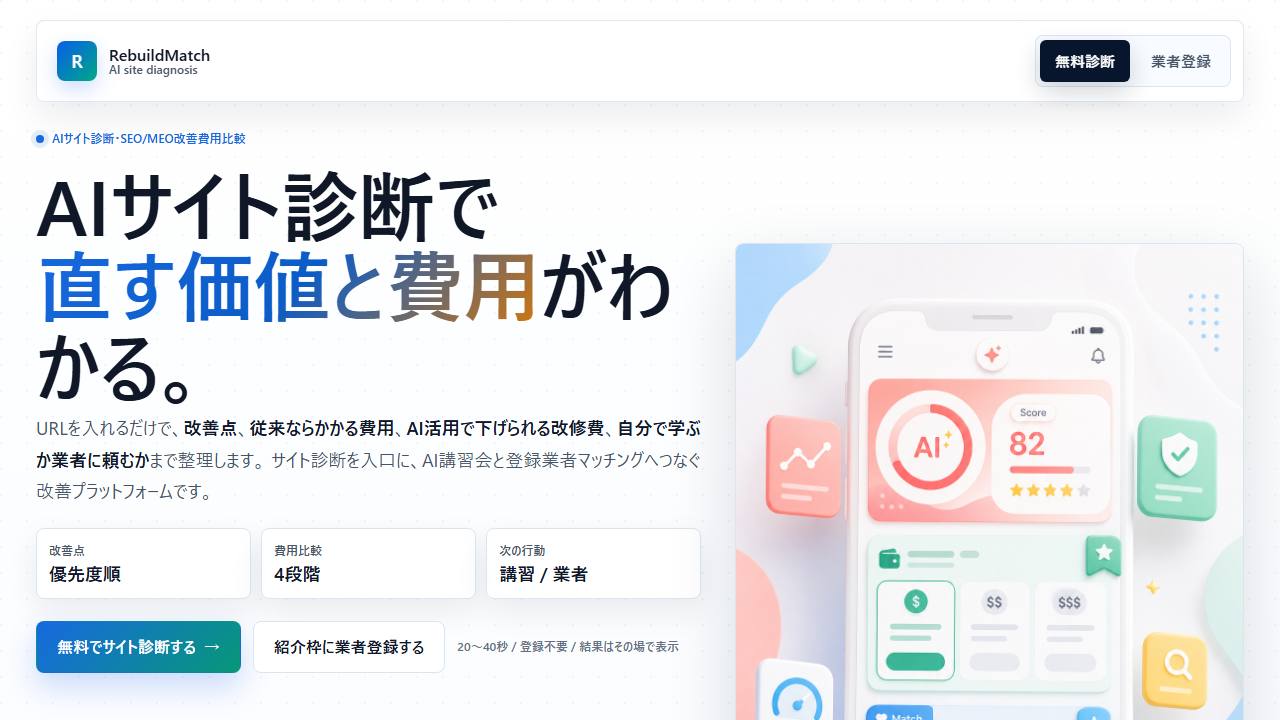 R
RebuildMatch
AI site diagnosis
無料診断
業者登録
AIサイト診断・SEO/MEO改善費用比較
AIサイト診断で
直す価値と費用がわ
かる。
URLを入れるだけで、改善点、従来ならかかる費用、AI活用で下げられる改修費、自分で学ぶ
か業者に頼むかまで整理します。サイト診断を入口に、AI講習会と登録業者マッチングへつなぐ
改善プラットフォームです。
改善点
優先度順
費用比較
4段階
次の行動
講習 / 業者
無料でサイト診断する →
紹介枠に業者登録する
20〜40秒 / 登録不要 / 結果はその場で表示
AI
Score
82
$
$$
$$$
Match